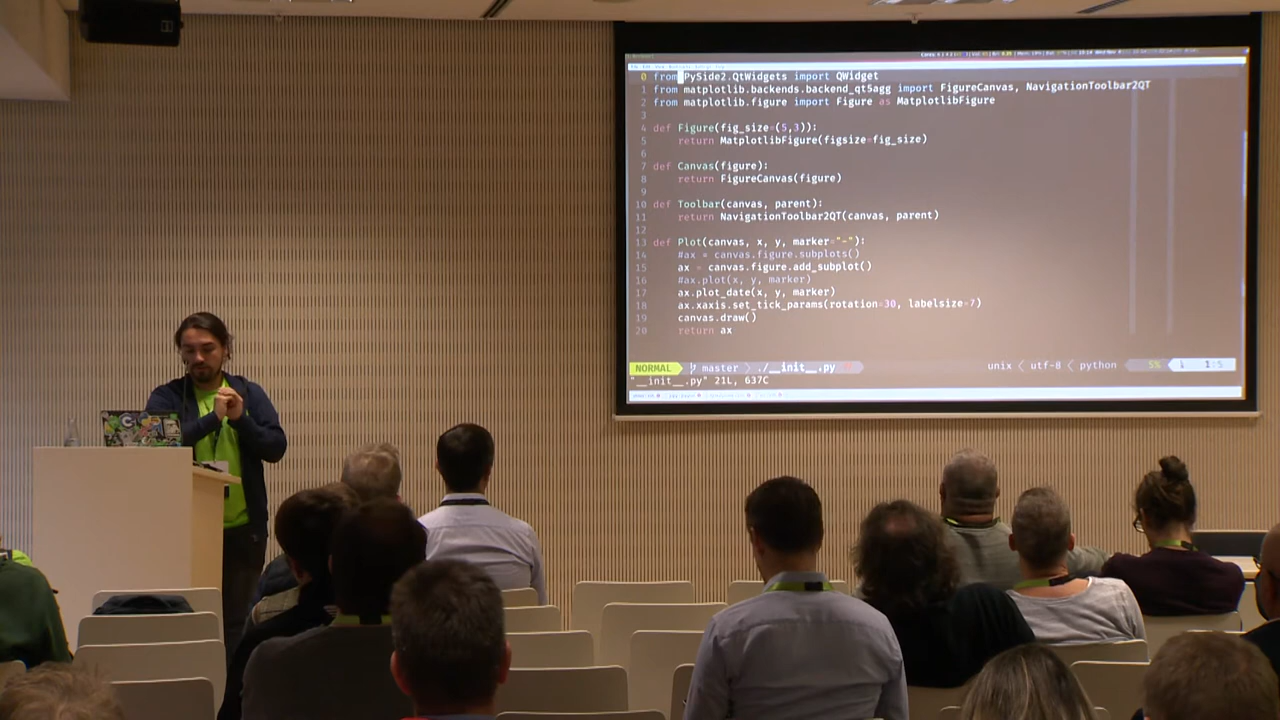 0 from PySide2.QtWidgets import QWidget
1 from matplotlib.backends.backend_qt5agg import FigureCanvas, NavigationToolbar2QT
2 from matplotlib.figure import Figure as MatplotlibFigure
3
4 def Figure(fig_size=(5,3)):
5 return MatplotlibFigure(figsize=fig_size)
6
7 def Canvas(figure):
8 return FigureCanvas(figure)
9
10 def Toolbar(canvas, parent):
11 return NavigationToolbar2QT(canvas, parent)
12
13 def Plot(canvas, x, y, marker="-"):
14 #ax = canvas.figure.subplots()
15 ax = canvas.figure.add_subplot()
16 #ax.plot(x, y, marker)
17 ax.plot_date(x, y, marker)
18 ax.xaxis.set_tick_params(rotation=30, labelsize=7)
19 canvas.draw()
20 return ax
NORMAL master ./__init__.py unix utf-8 python 5% 1:5
"__init__.py" 21L, 637C